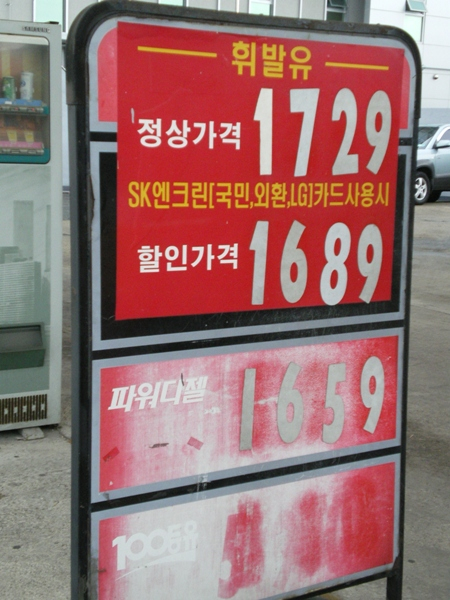 휘발유
정상가격 1729
SK엔크린[국민,외환,LG]카드사용시
할인가격 1689
파워디젤 1659
100등유